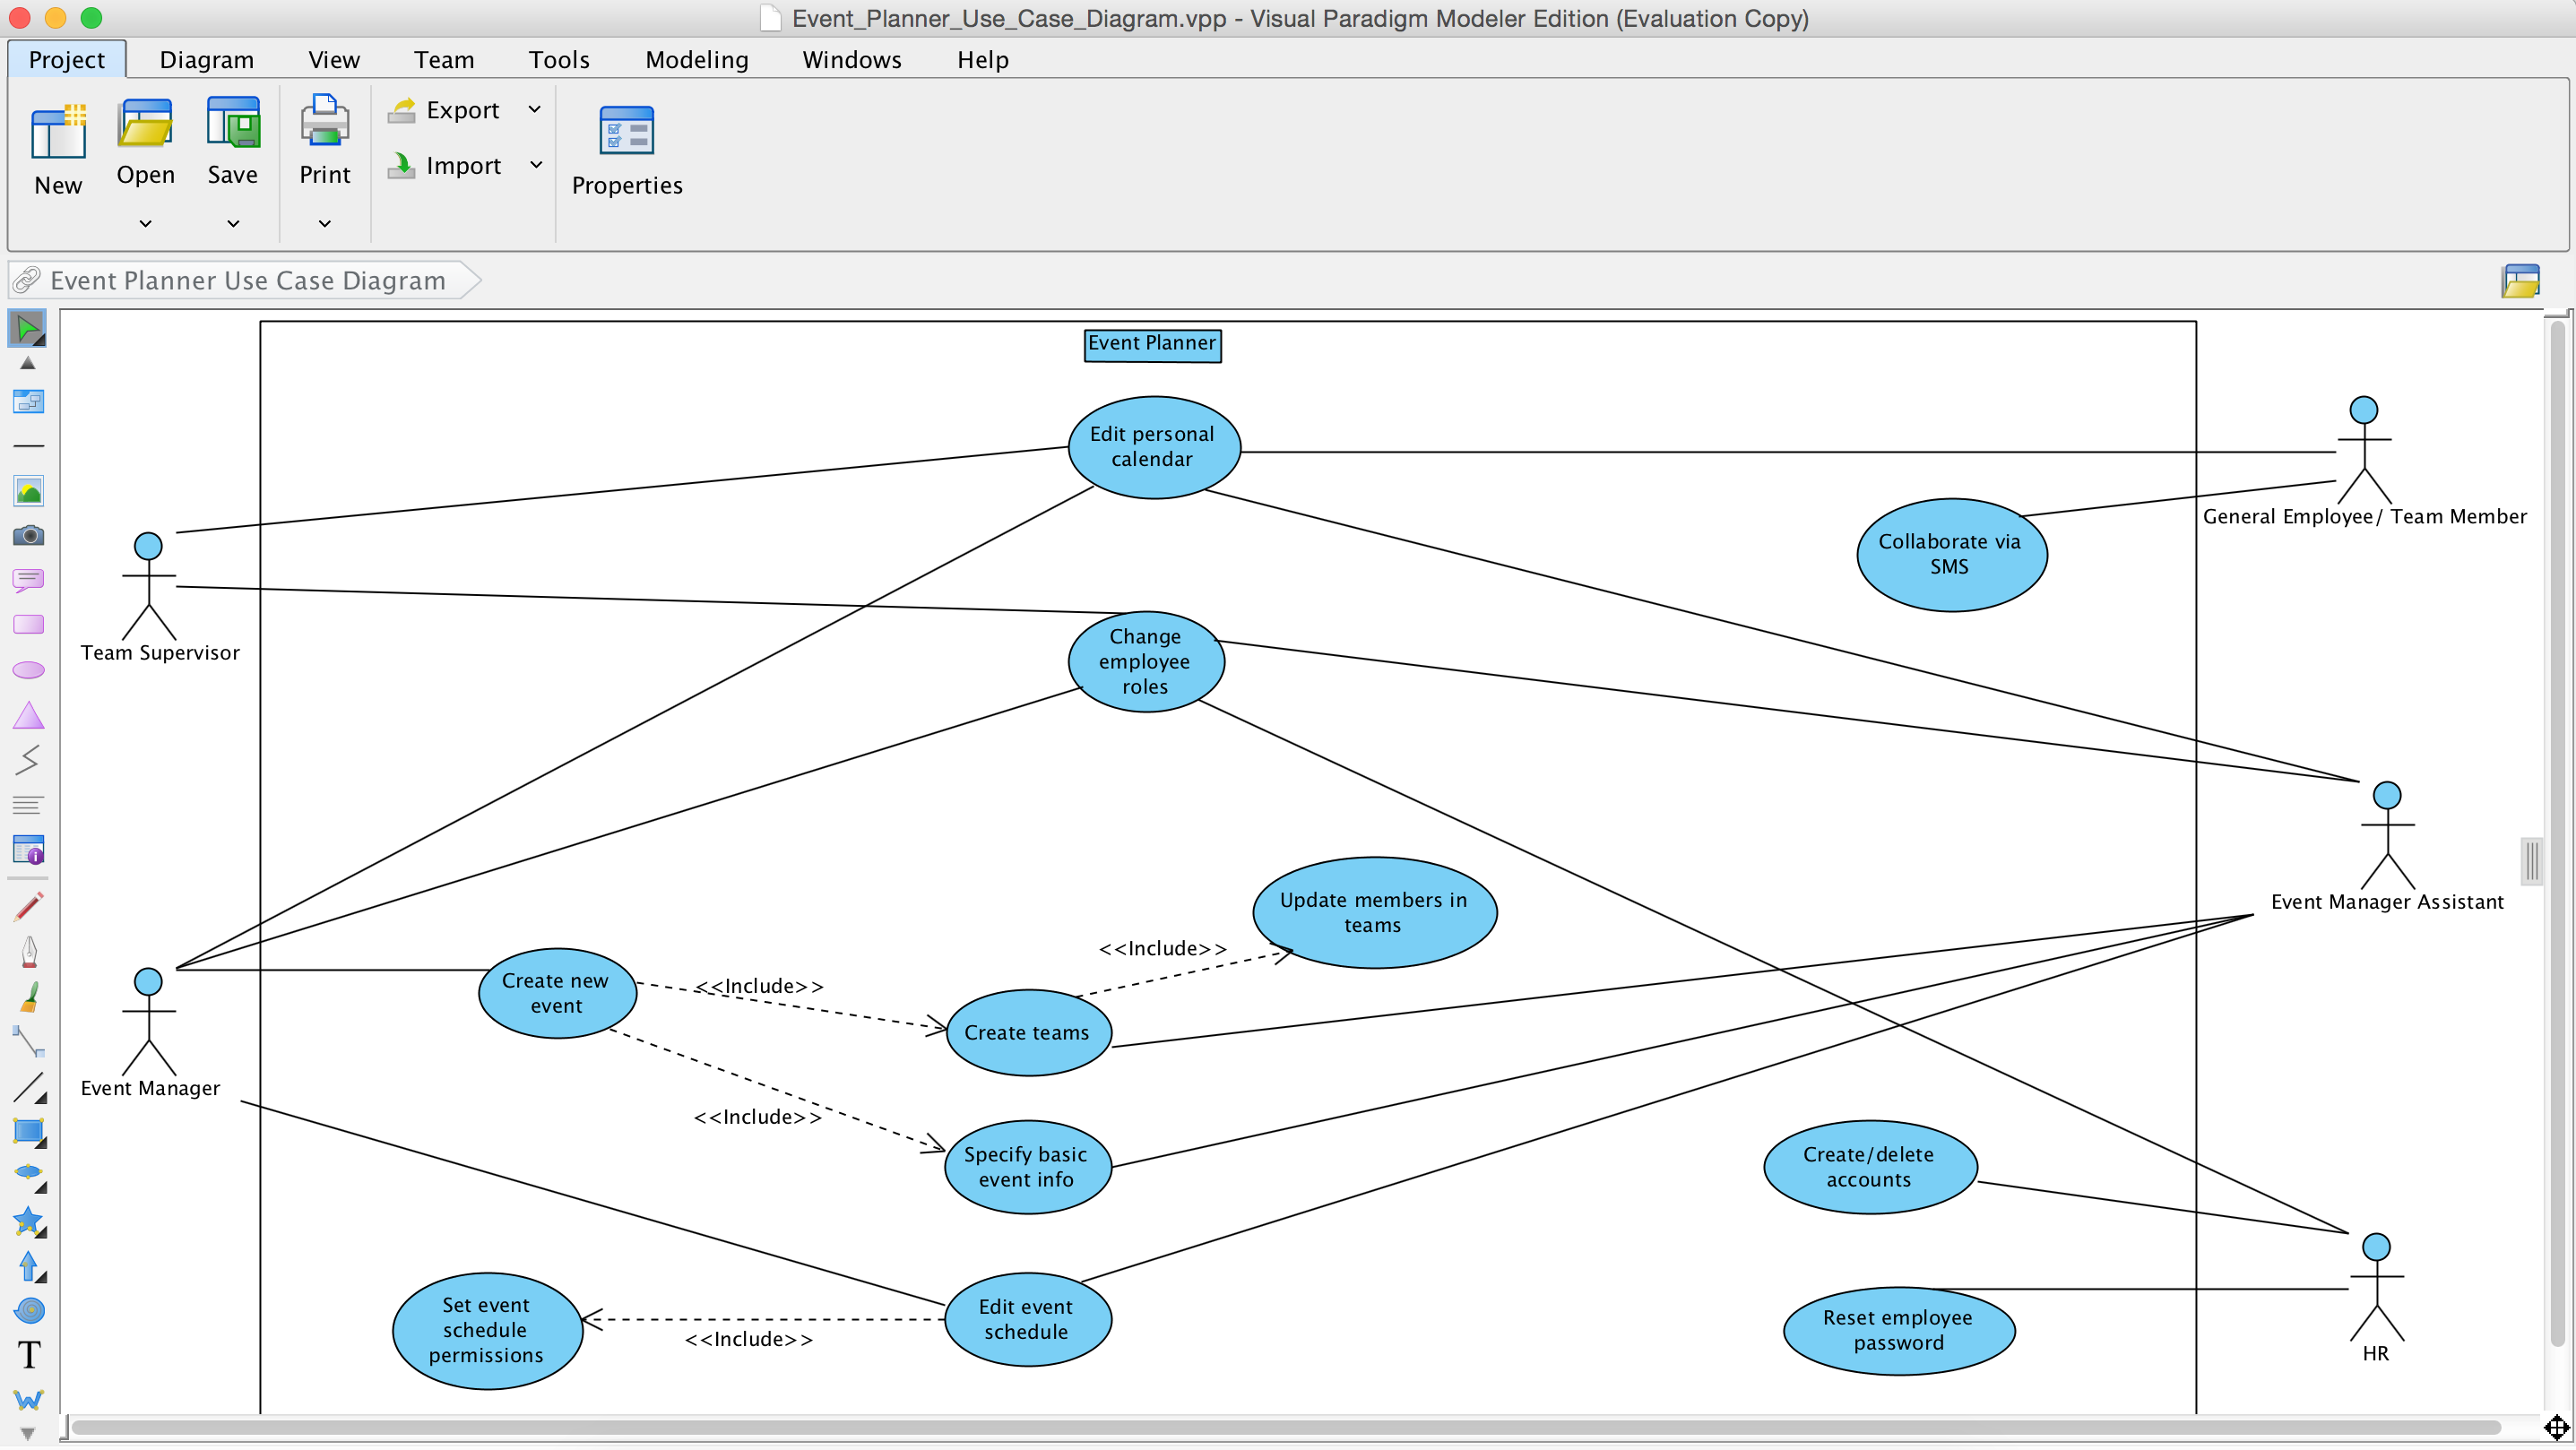 Event_Planner_Use_Case_Diagram.vpp - Visual Paradigm Modeler Edition (Evaluation Copy)
Project Diagram View Team Tools Modeling Windows Help
New
Open
Save
Print
Export
Import
Properties
Event Planner Use Case Diagram
Event Planner
Edit personal
calendar
General Employee/ Team Member
Collaborate via
SMS
Team Supervisor
Change
employee
roles
Event Manager Assistant
Update members in
teams
<<Include>>
Create new
event
<<Include>>
Create teams
Event Manager
<<Include>>
Specify basic
event info
Create/delete
accounts
Set event
schedule
permissions
<<Include>>
Edit event
schedule
Reset employee
password
HR
T